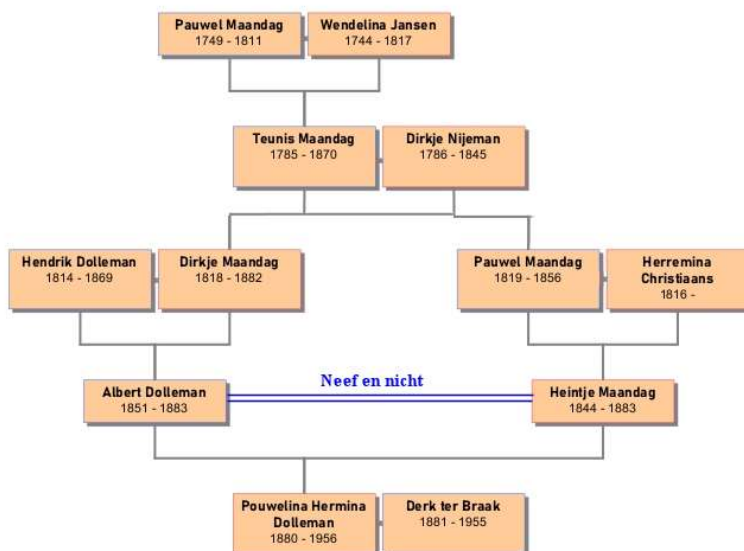 Pauwel Maandag
1749 - 1811
Wendelina Jansen
1744 - 1817
Teunis Maandag
1785 - 1870
Dirkje Nijeman
1786 - 1845
Hendrik Dolleman
1814 - 1869
Dirkje Maandag
1818 - 1882
Pauwel Maandag
1819 - 1856
Herremina
Christiaans
1816 -
Neef en nicht
Albert Dolleman
1851 - 1883
Heintje Maandag
1844 - 1883
Pouwelina Hermina
Dolleman
1880 - 1956
Derk ter Braak
1881 - 1955